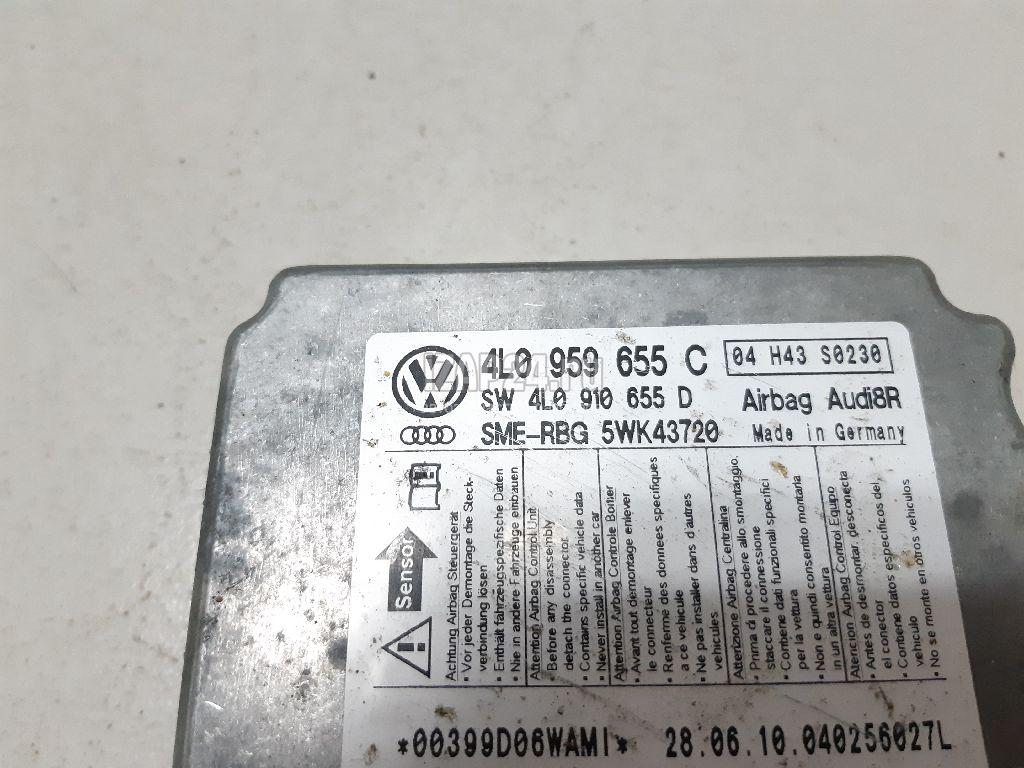 4L0 959 655 C
04 H43 S0230
SW 4L0 910 655 D
Airbag Audi8R
SME-RBG 5WK43720
Made in Germany
Sensor
Achtung Airbag Steuergerät
• Vor jeder Demontage die Steck-
verbindung lösen
• Enthält fahrzeugspezifische Daten
• Nie in andere Fahrzeuge einbauen
Attention Airbag Control Unit
• Before any disassembly
detach the connector
• Contains specific vehicle data
• Never install in another car
Attention Airbag Controle Boitier
• Avant tout demontage enlever
le connecteur
• Renferme des donnees specifiques
a ce vehicule
• Ne pas installer dans d'autres
vehicules
Attenzione Airbag Centralina
• Prima di procedere allo smontaggio,
staccare il connessione
• Contiene dati funzionali specifici
per la vettura
• Non e quindi consentito montarla
in un altra vettura
Atencion Airbag Control Equipo
• Antes de desmontar, desconecta
el conector
• Contiene datos especificos del
vehiculo
• No se monte en otros vehiculos
*00399D06WAMI*
28.06.10.040256027L